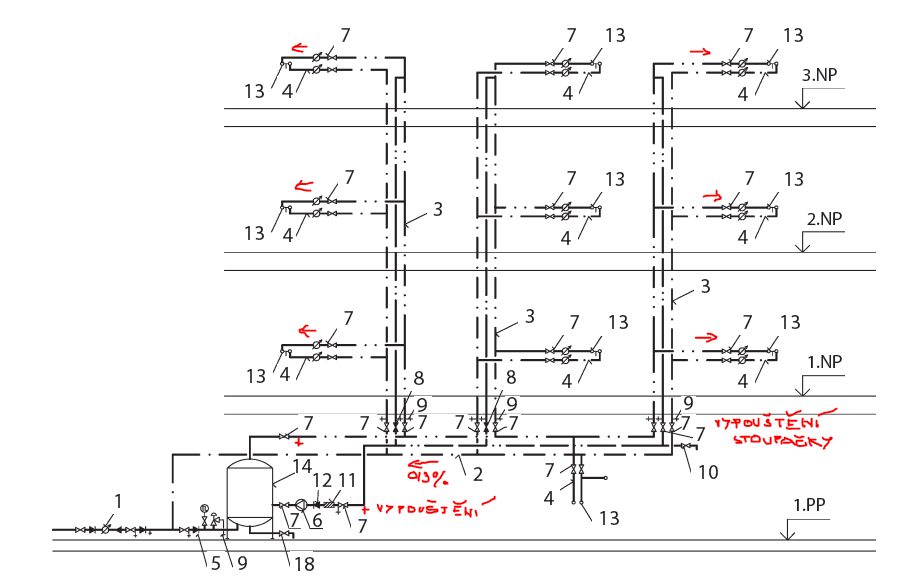 7 7 13 7 13
13 4 4 4 3.NP
7 7 13 7 13
3
13 4 4 4 2.NP
3
3
7 7 13 7 13
13 4 4 4 1.NP
8 8
9 9 9
7 7 7 7 7 7
VYPOUŠTĚNÍ
STOUPAČKY
14 2 7 10
0,3%
12 11 4
+ VYPOUŠTĚNÍ
1 7 6 7 13 1.PP
5 9 18